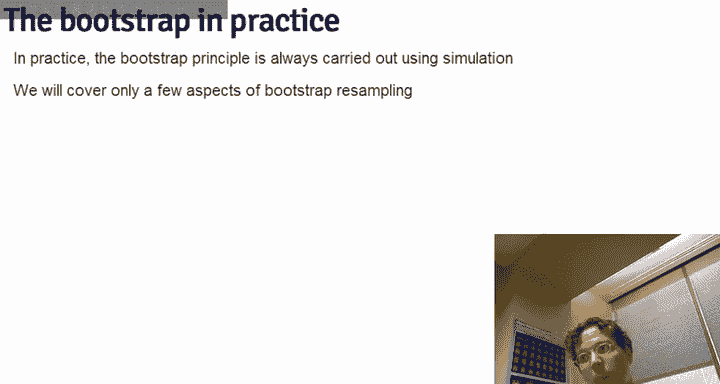 The bootstrap in practice
In practice, the bootstrap principle is always carried out using simulation
We will cover only a few aspects of bootstrap resampling